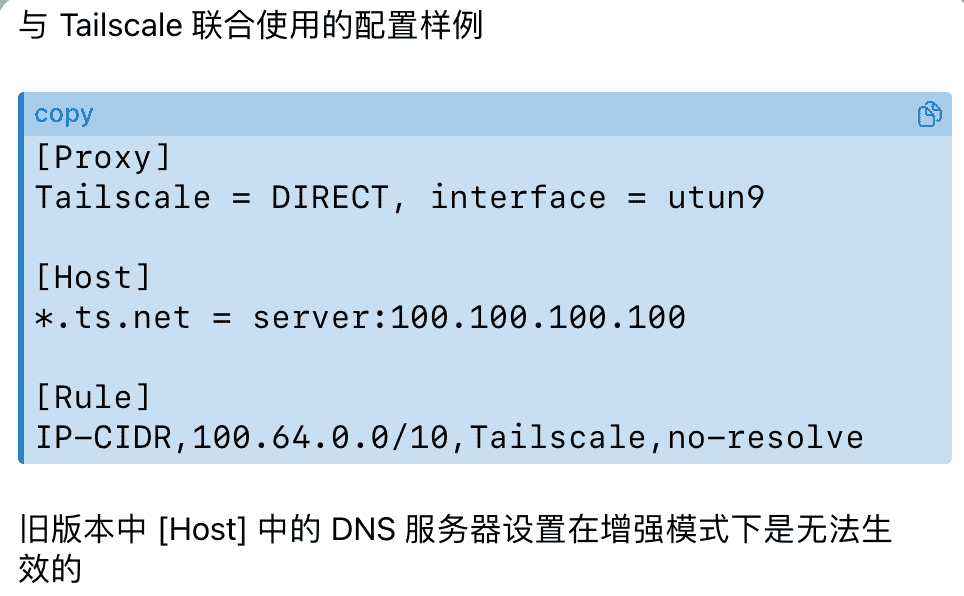 与 Tailscale 联合使用的配置样例
copy
[Proxy]
Tailscale = DIRECT, interface = utun9
[Host]
*.ts.net = server:100.100.100.100
[Rule]
IP-CIDR,100.64.0.0/10,Tailscale,no-resolve
旧版本中 [Host] 中的 DNS 服务器设置在增强模式下是无法生
效的